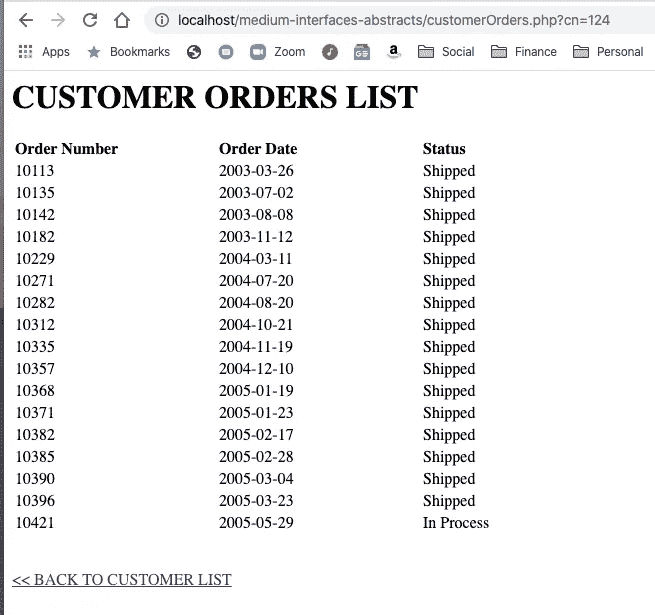 localhost/medium-interfaces-abstracts/customerOrders.php?cn=124
Apps Bookmarks Zoom GE a Social Finance Personal
CUSTOMER ORDERS LIST
Order Number Order Date Status
10113 2003-03-26 Shipped
10135 2003-07-02 Shipped
10142 2003-08-08 Shipped
10182 2003-11-12 Shipped
10229 2004-03-11 Shipped
10271 2004-07-20 Shipped
10282 2004-08-20 Shipped
10312 2004-10-21 Shipped
10335 2004-11-19 Shipped
10357 2004-12-10 Shipped
10368 2005-01-19 Shipped
10371 2005-01-23 Shipped
10382 2005-02-17 Shipped
10385 2005-02-28 Shipped
10390 2005-03-04 Shipped
10396 2005-03-23 Shipped
10421 2005-05-29 In Process
<< BACK TO CUSTOMER LIST